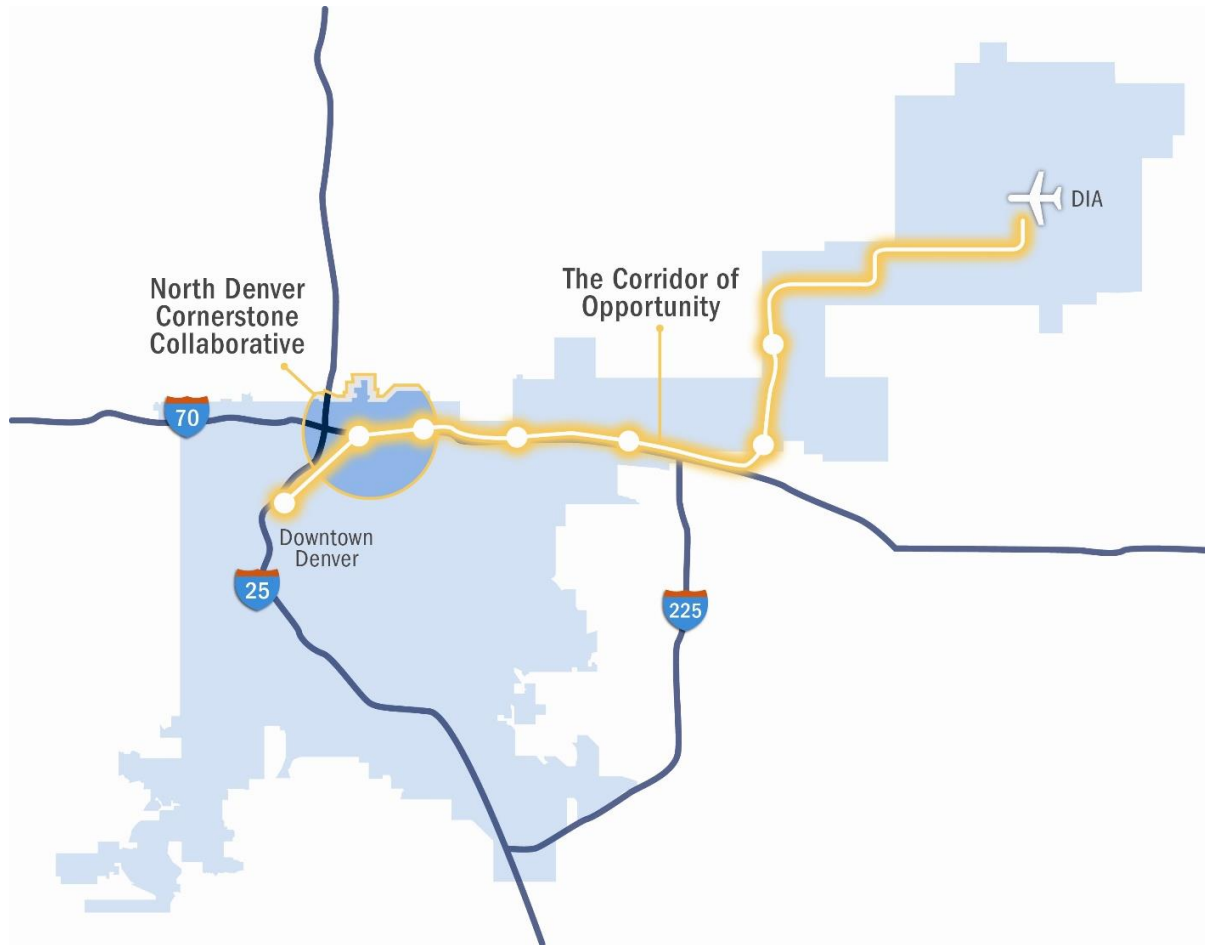 DIA
North Denver
Cornerstone
Collaborative
The Corridor of
Opportunity
70
Downtown
Denver
25
225